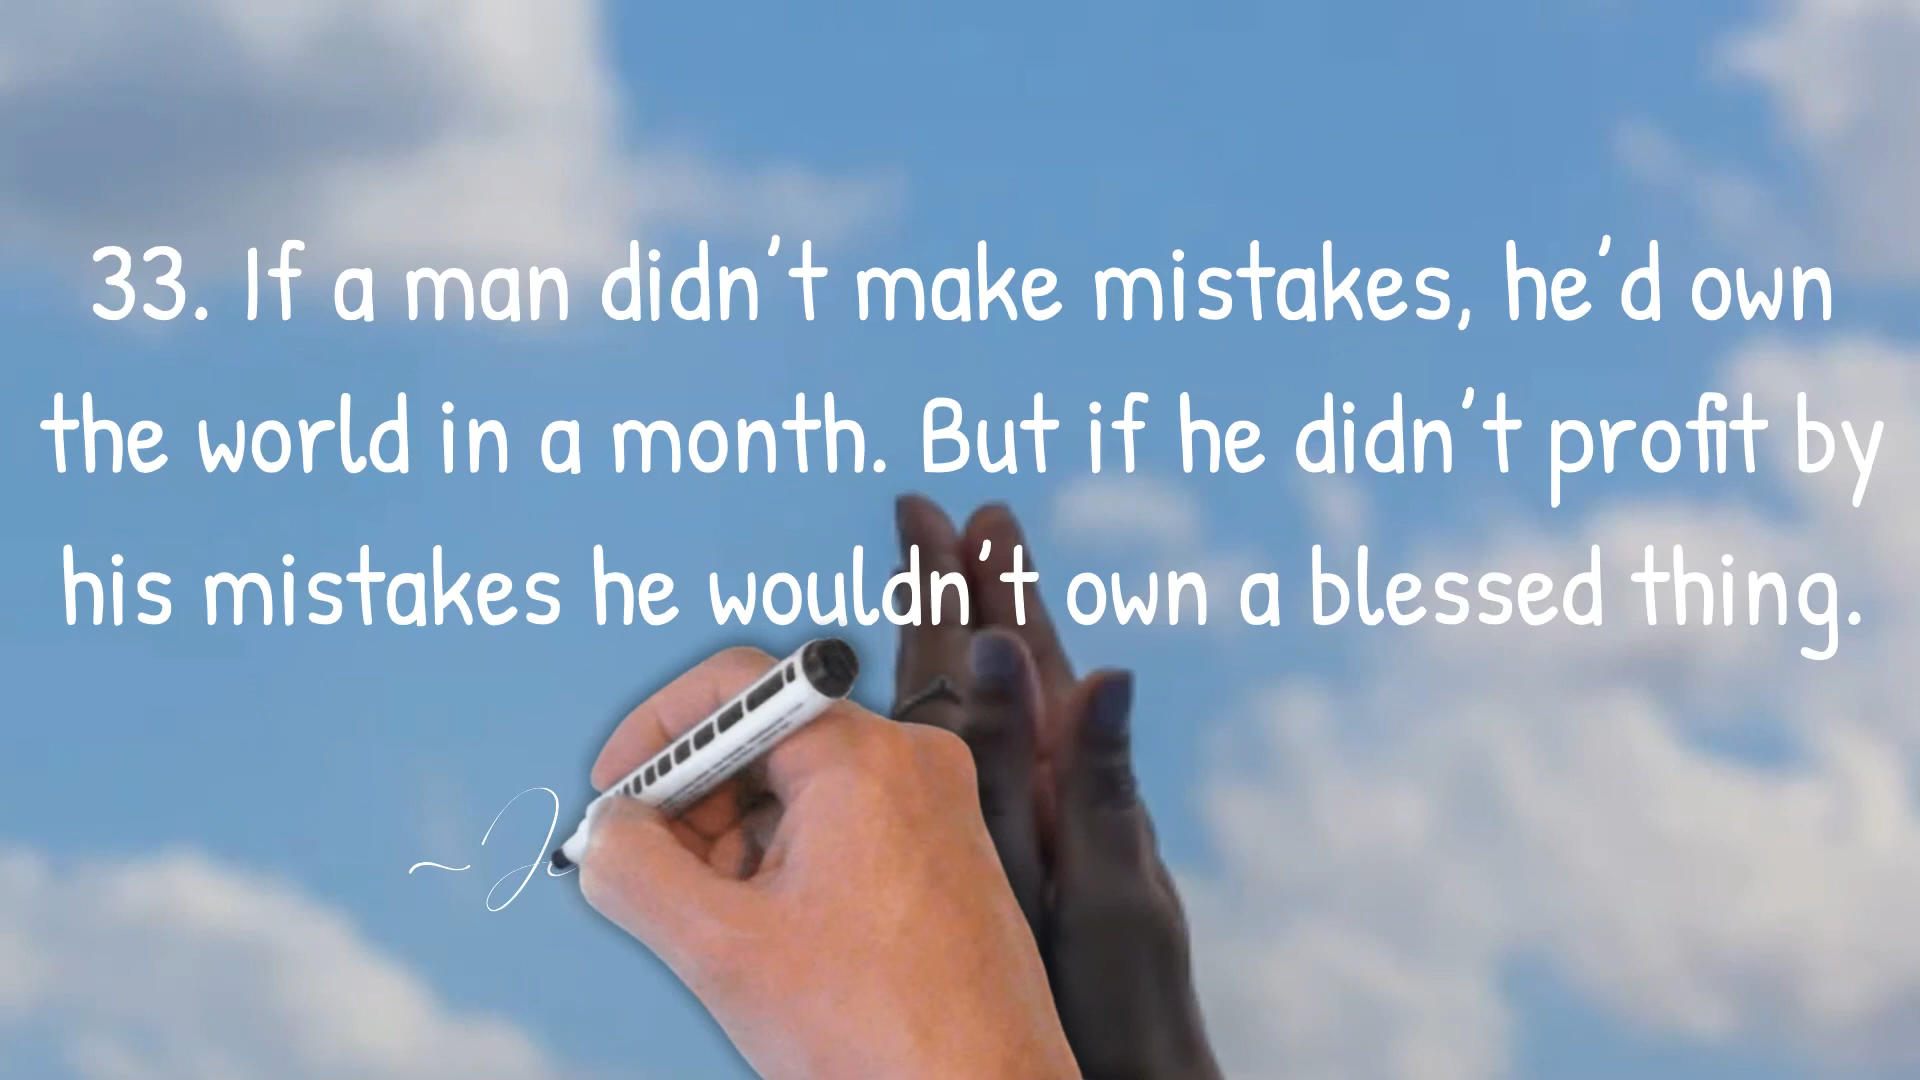 33. If a man didn't make mistakes, he'd own
the world in a month. But if he didn't profit by
his mistakes he wouldn't own a blessed thing.